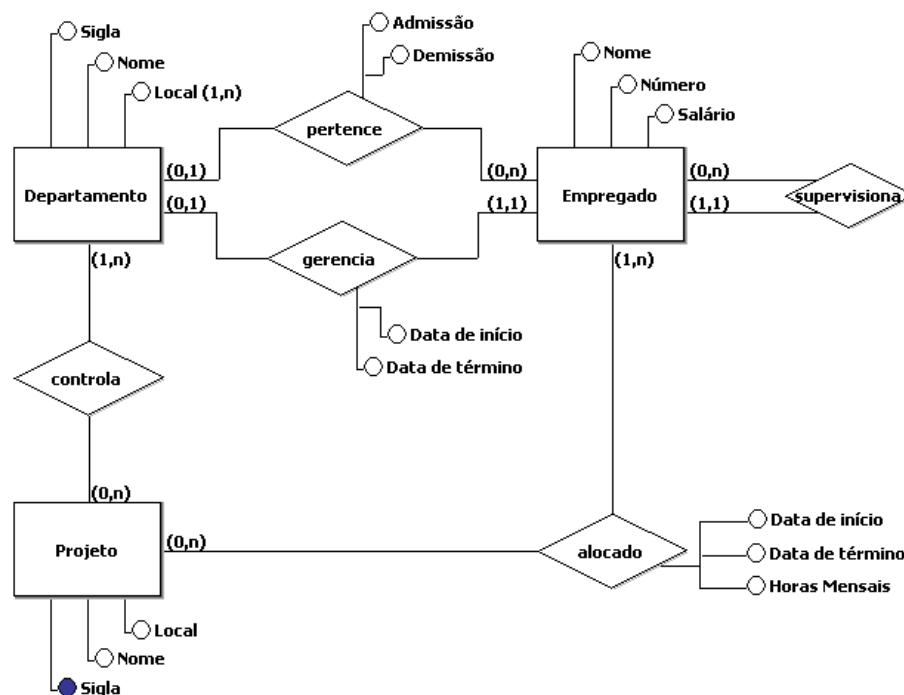 Sigla
Nome
Local (1,n)
Admissão
Demissão
Nome
Número
Salário
pertence
(0,1)
(0,n)
(0,n)
Departamento
Empregado
supervisiona
(0,1)
(1,1)
(1,1)
gerencia
(1,n)
(1,n)
Data de início
Data de término
controla
(0,n)
Projeto
(0,n)
alocado
Data de início
Data de término
Horas Mensais
Local
Nome
Sigla